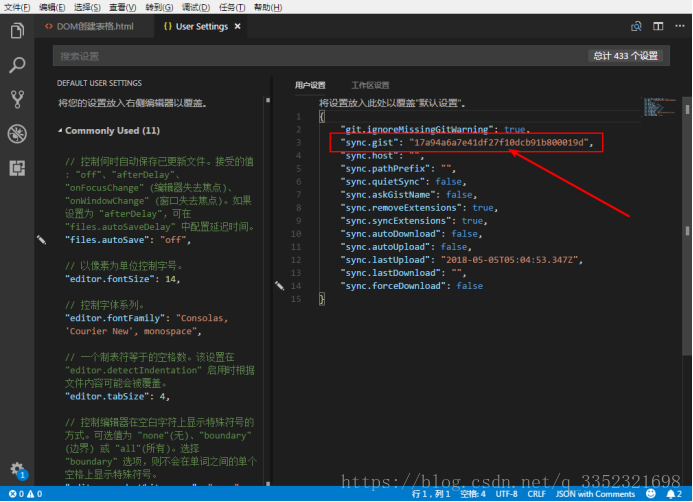 文件(F) 编辑(E) 选择(S) 查看(V) 转到(G) 调试(D) 任务(T) 帮助(H)
<> DOM创建表格.html {} User Settings ×
搜索设置 总计 433 个设置
DEFAULT USER SETTINGS
将您的设置放入右侧编辑器以覆盖。
Commonly Used (11)
// 控制何时自动保存已更新文件。接受的值
: "off"、"afterDelay"、
"onFocusChange" (编辑器失去焦点)、
"onWindowChange" (窗口失去焦点)。如果
设置为 "afterDelay"，可在
"files.autoSaveDelay" 中配置延迟时间。
"files.autoSave": "off",
// 以像素为单位控制字号。
"editor.fontSize": 14,
// 控制字体系列。
"editor.fontFamily": "Consolas,
'Courier New', monospace",
// 一个制表符等于的空格数。该设置在
"editor.detectIndentation" 启用时根据
文件内容可能会被覆盖。
"editor.tabSize": 4,
// 控制编辑器在空白字符上显示特殊符号的
方式。可选值为 "none"(无)、"boundary"
(边界) 或 "all"(所有)。选择
"boundary" 选项，则不会在单词之间的单个
空格上显示特殊符号。
用户设置 工作区设置
将设置放入此处以覆盖"默认设置"。
1 {
2 "git.ignoreMissingGitWarning": true,
3 "sync.gist": "17a94a6a7e41df27f10dcb91b800019d",
4 "sync.host": "",
5 "sync.pathPrefix": "",
6 "sync.quietSync": false,
7 "sync.askGistName": false,
8 "sync.removeExtensions": true,
9 "sync.syncExtensions": true,
10 "sync.autoDownload": false,
11 "sync.autoUpload": false,
12 "sync.lastUpload": "2018-05-05T05:04:53.347Z",
13 "sync.lastDownload": "",
14 "sync.forceDownload": false
15 }
https://blog.csdn.net/q_3352321698
1
0 0 行 1，列 1 空格: 4 UTF-8 CRLF JSON with Comments 2